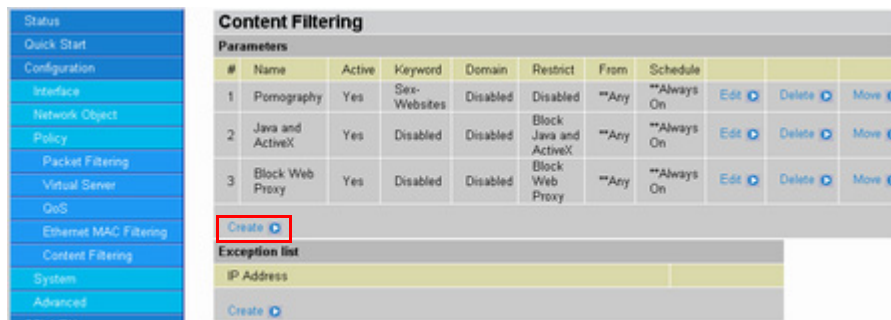 Status
Quick Start
Configuration
Interface
Network Object
Policy
Packet Filtering
Virtual Server
QoS
Ethernet MAC Filtering
Content Filtering
System
Advanced
Content Filtering
Parameters
# Name Active Keyword Domain Restrict From Schedule
1 Pornography Yes Sex-Websites Disabled Disabled **Any **Always On Edit Delete Move
2 Java and ActiveX Yes Disabled Disabled Block Java and ActiveX **Any **Always On Edit Delete Move
3 Block Web Proxy Yes Disabled Disabled Block Web Proxy **Any **Always On Edit Delete Move
Create
Exception list
IP Address
Create